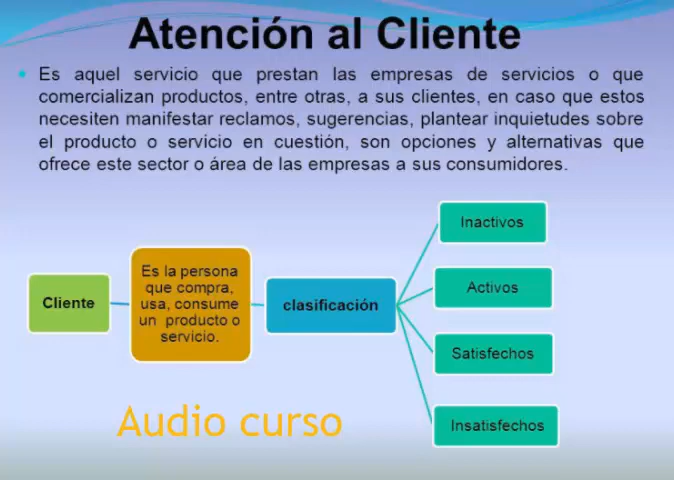 Atención al Cliente
Es aquel servicio que prestan las empresas de servicios o que
comercializan productos, entre otras, a sus clientes, en caso que estos
necesiten manifestar reclamos, sugerencias, plantear inquietudes sobre
el producto o servicio en cuestión, son opciones y alternativas que
ofrece este sector o área de las empresas a sus consumidores.
Cliente
Es la persona
que compra,
usa, consume
un producto o
servicio.
clasificación
Inactivos
Activos
Satisfechos
Insatisfechos
Audio curso